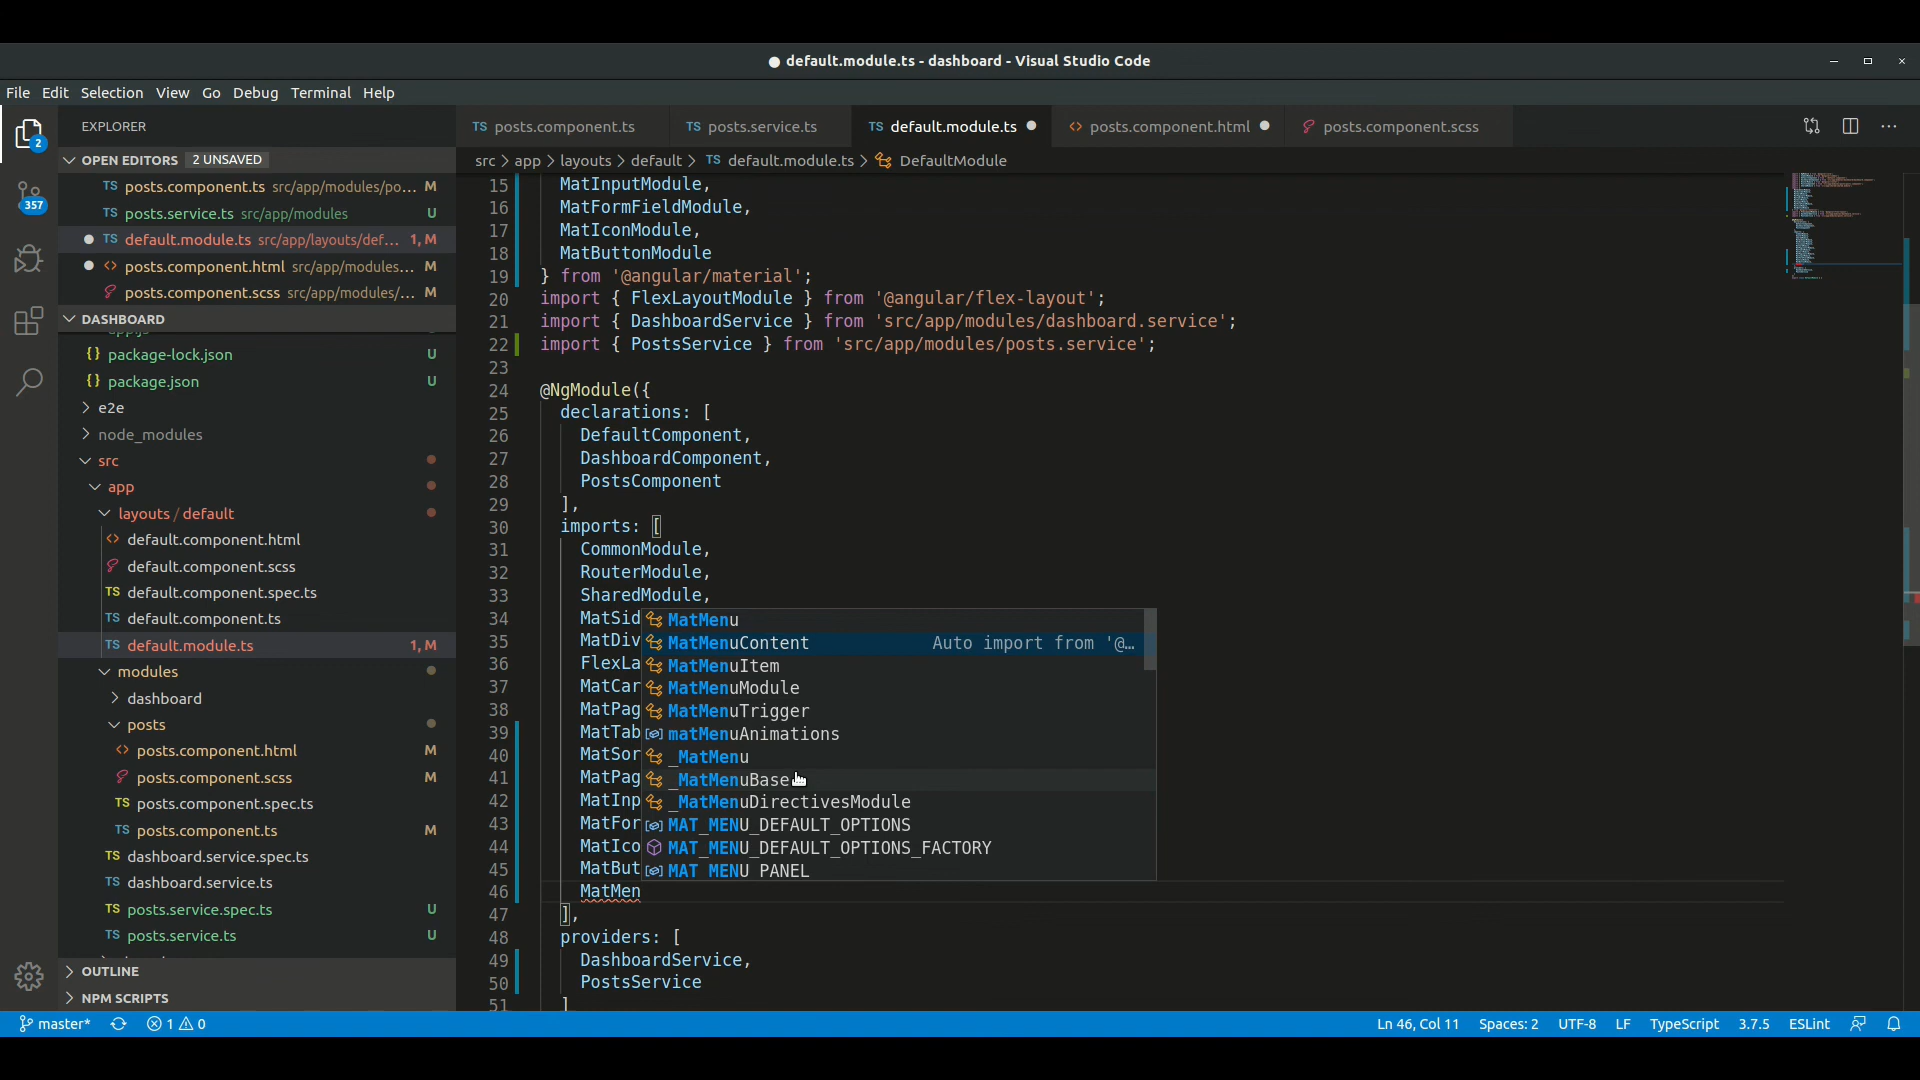 default.module.ts - dashboard - Visual Studio Code
File Edit Selection View Go Debug Terminal Help
EXPLORER
OPEN EDITORS 2 UNSAVED
TS posts.component.ts src/app/modules/po... M
TS posts.service.ts src/app/modules U
TS default.module.ts src/app/layouts/def... 1, M
<> posts.component.html src/app/modules... M
posts.component.scss src/app/modules/... M
DASHBOARD
{} package-lock.json U
{} package.json U
> e2e
> node_modules
src
app
layouts / default
<> default.component.html
default.component.scss
TS default.component.spec.ts
TS default.component.ts
TS default.module.ts 1, M
modules
> dashboard
posts
<> posts.component.html M
posts.component.scss M
TS posts.component.spec.ts
TS posts.component.ts M
TS dashboard.service.spec.ts
TS dashboard.service.ts
TS posts.service.spec.ts U
TS posts.service.ts U
> OUTLINE
> NPM SCRIPTS
2
357
TS posts.component.ts TS posts.service.ts TS default.module.ts <> posts.component.html posts.component.scss
src > app > layouts > default > TS default.module.ts > DefaultModule
15 MatInputModule,
16 MatFormFieldModule,
17 MatIconModule,
18 MatButtonModule
19 } from '@angular/material';
20 import { FlexLayoutModule } from '@angular/flex-layout';
21 import { DashboardService } from 'src/app/modules/dashboard.service';
22 import { PostsService } from 'src/app/modules/posts.service';
23
24 @NgModule({
25 declarations: [
26 DefaultComponent,
27 DashboardComponent,
28 PostsComponent
29 ],
30 imports: [
31 CommonModule,
32 RouterModule,
33 SharedModule,
34 MatSid
35 MatDiv
36 FlexLa
37 MatCar
38 MatPag
39 MatTab
40 MatSor
41 MatPag
42 MatInp
43 MatFor
44 MatIco
45 MatBut
46 MatMen
47 ],
48 providers: [
49 DashboardService,
50 PostsService
51 ]
MatMenu
MatMenuContent Auto import from '@...
MatMenuItem
MatMenuModule
MatMenuTrigger
matMenuAnimations
_MatMenu
_MatMenuBase
_MatMenuDirectivesModule
MAT_MENU_DEFAULT_OPTIONS
MAT_MENU_DEFAULT_OPTIONS_FACTORY
MAT_MENU_PANEL
master* 1 0 Ln 46, Col 11 Spaces: 2 UTF-8 LF TypeScript 3.7.5 ESLint